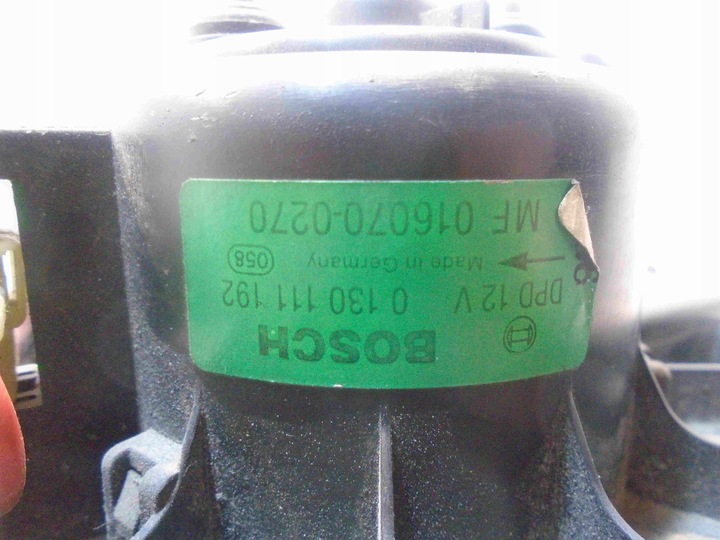 BOSCH
DPD 12 V 0 130 111 192
Made in Germany 058
MF 016070-0270